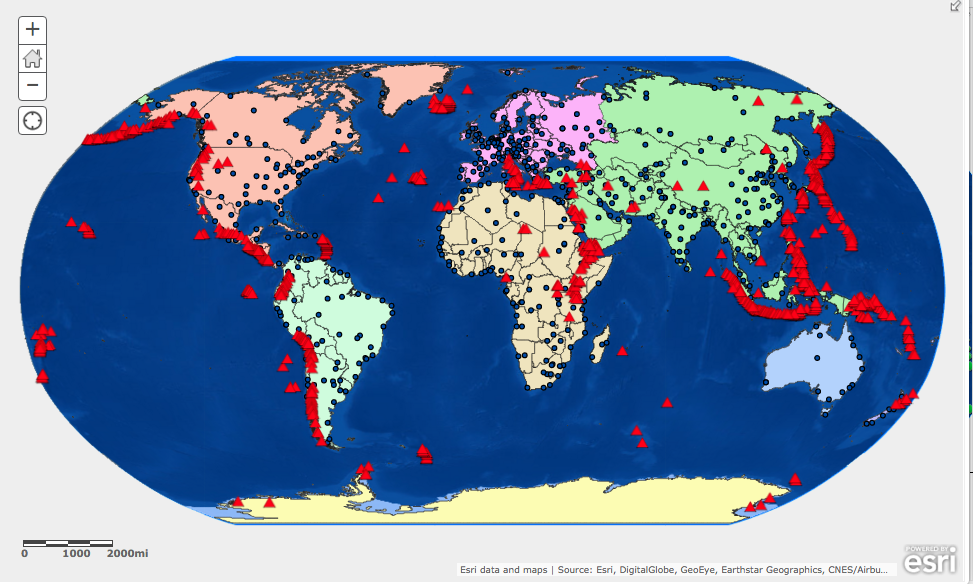 +
−
0 1000 2000mi
Esri data and maps | Source: Esri, DigitalGlobe, GeoEye, Earthstar Geographics, CNES/Airbu...
POWERED BY
esri